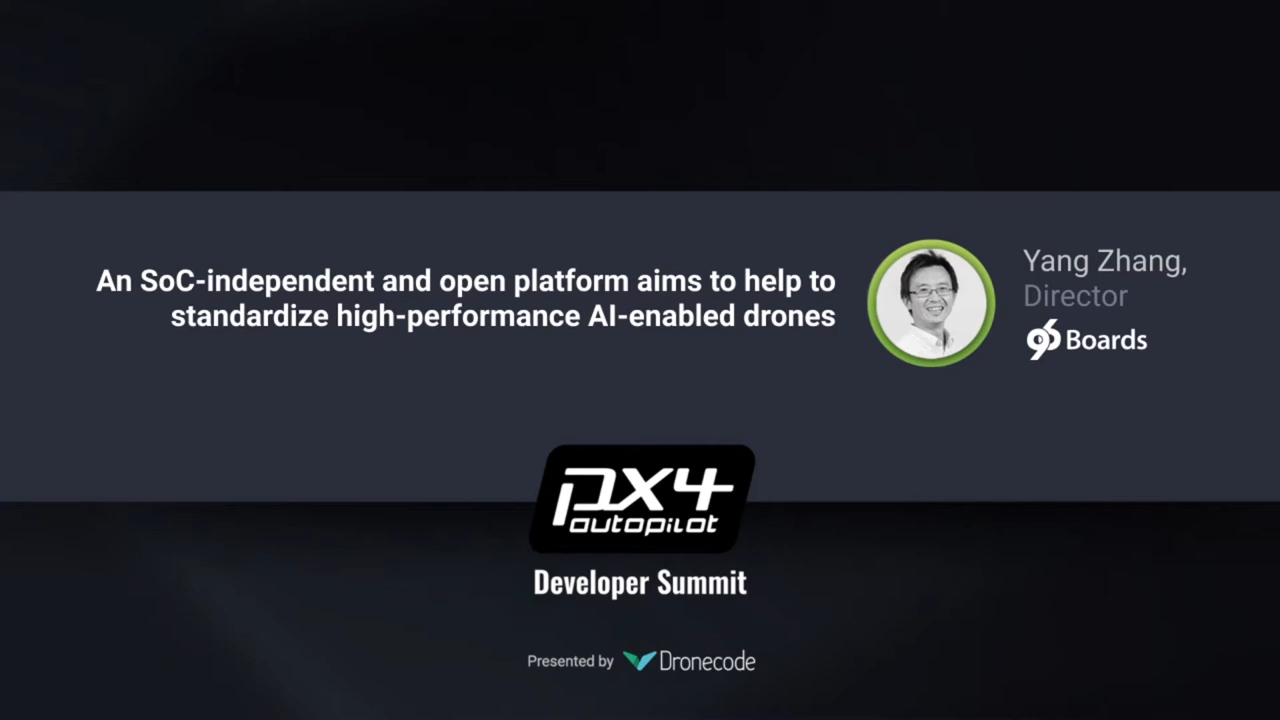 An SoC-independent and open platform aims to help to
standardize high-performance AI-enabled drones
Yang Zhang,
Director
96 Boards
px4
autopilot
Developer Summit
Presented by Dronecode